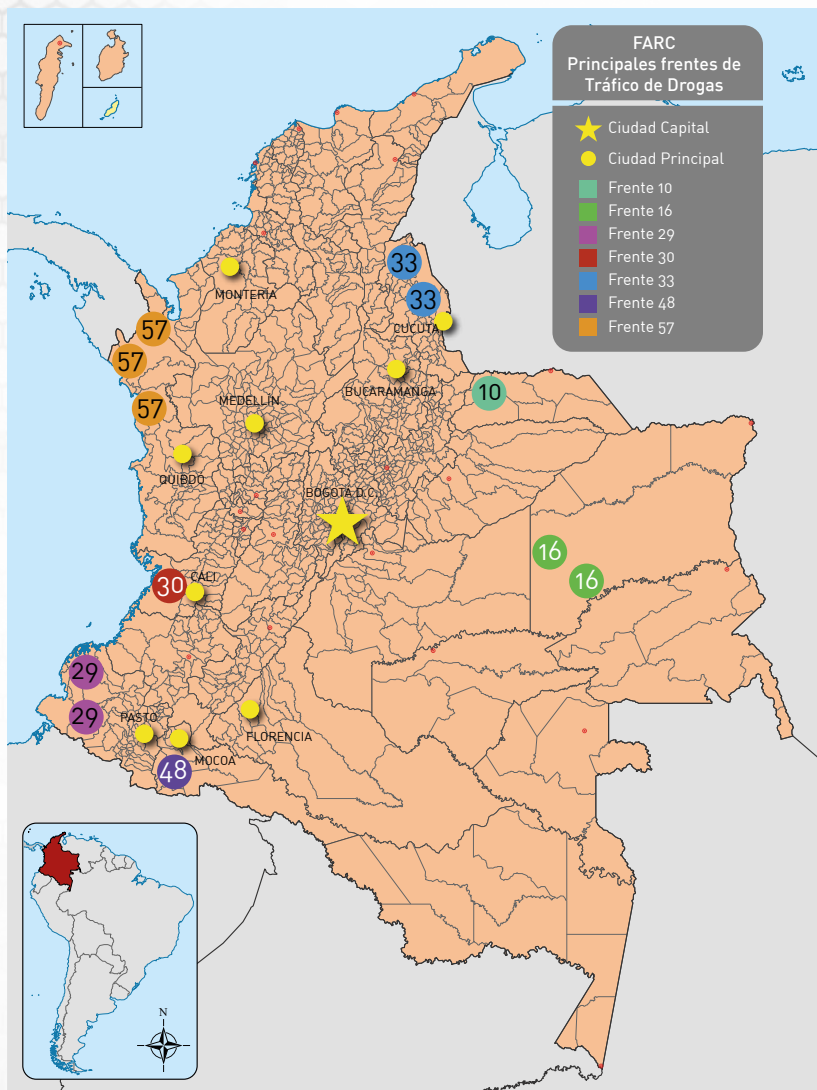 FARC
Principales frentes de
Tráfico de Drogas
Ciudad Capital
Ciudad Principal
Frente 10
Frente 16
Frente 29
Frente 30
Frente 33
Frente 48
Frente 57
33
MONTERÍA
33
57
CUCUTA
57
BUCARAMANGA
10
MEDELLÍN
57
QUIBDO
BOGOTA D.C.
16
CALI
30
16
29
29
PASTO
FLORENCIA
MOCOA
48
N